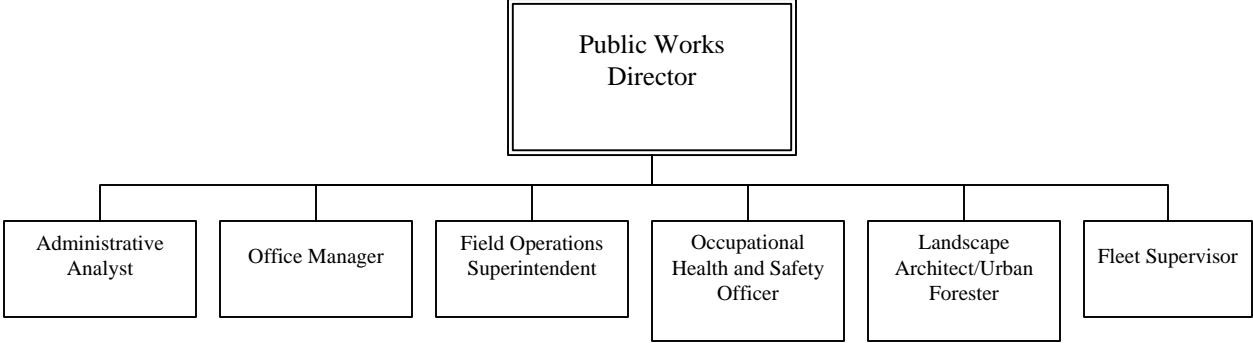 Public Works
Director
Administrative
Analyst
Office Manager
Field Operations
Superintendent
Occupational
Health and Safety
Officer
Landscape
Architect/Urban
Forester
Fleet Supervisor